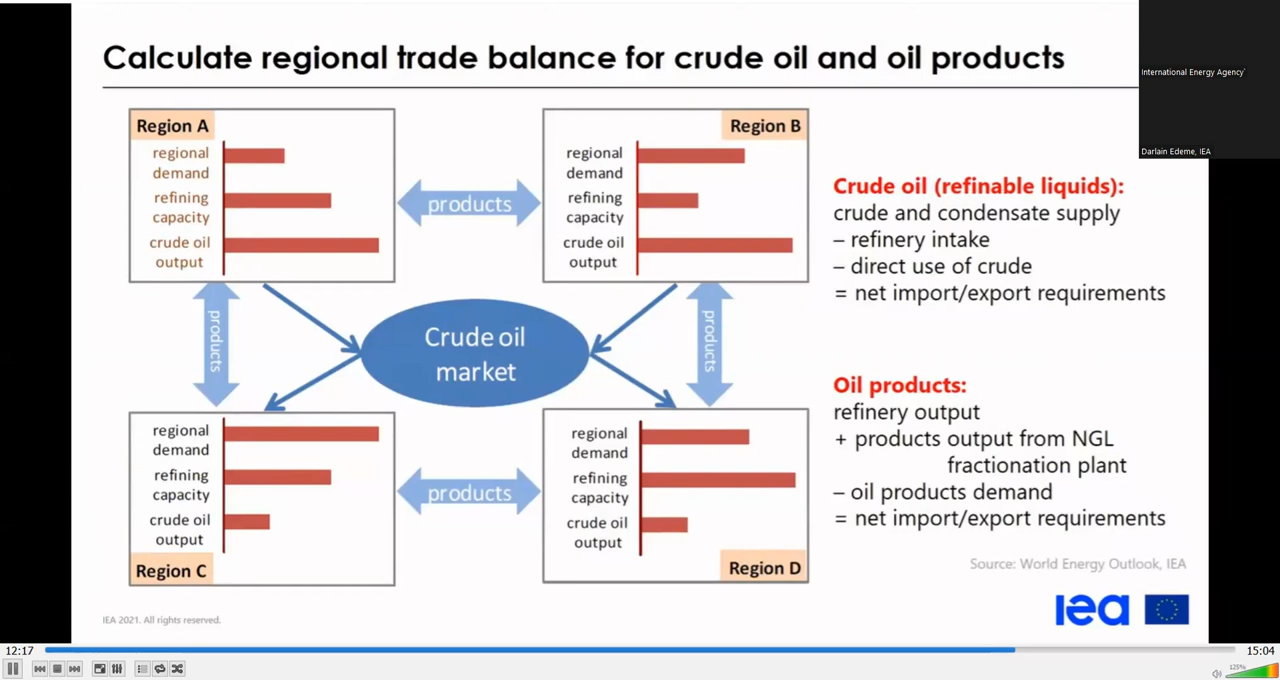 Calculate regional trade balance for crude oil and oil products
International Energy Agency
Darlain Edeme, IEA
Region A
regional
demand
refining
capacity
crude oil
output
products
Region B
regional
demand
refining
capacity
crude oil
output
Crude oil (refinable liquids):
crude and condensate supply
– refinery intake
– direct use of crude
= net import/export requirements
products
Crude oil
market
products
Region C
regional
demand
refining
capacity
crude oil
output
products
regional
demand
refining
capacity
crude oil
output
Region D
Oil products:
refinery output
+ products output from NGL
fractionation plant
– oil products demand
= net import/export requirements
Source: World Energy Outlook, IEA
IEA 2021. All rights reserved.
iea
12:17
15:04
125%